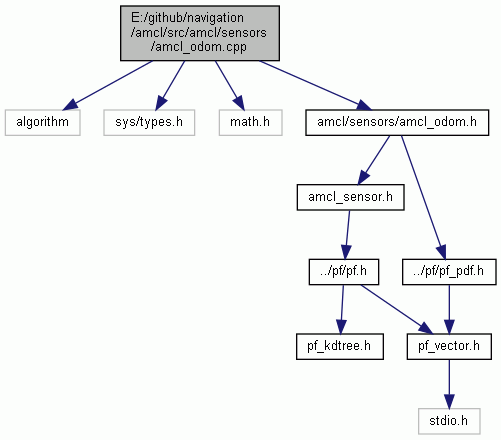 E:/github/navigation
/amcl/src/amcl/sensors
/amcl_odom.cpp
algorithm
sys/types.h
math.h
amcl/sensors/amcl_odom.h
amcl_sensor.h
../pf/pf.h
../pf/pf_pdf.h
pf_kdtree.h
pf_vector.h
stdio.h